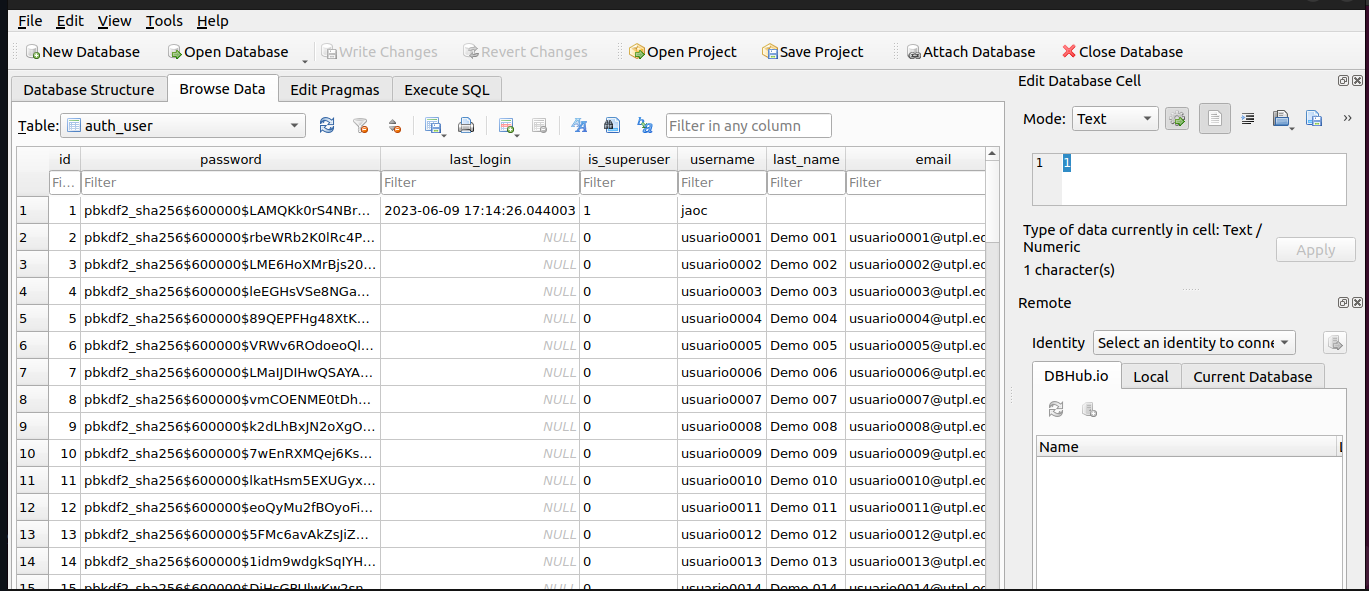 File Edit View Tools Help
New Database Open Database Write Changes Revert Changes Open Project Save Project Attach Database Close Database
Database Structure Browse Data Edit Pragmas Execute SQL
Table: auth_user Filter in any column
id password last_login is_superuser username last_name email
Fi... Filter Filter Filter Filter Filter Filter
1 1 pbkdf2_sha256$600000$LAMQKk0rS4NBr... 2023-06-09 17:14:26.044003 1 jaoc
2 2 pbkdf2_sha256$600000$rbeWRb2K0lRc4P... NULL 0 usuario0001 Demo 001 usuario0001@utpl.ec
3 3 pbkdf2_sha256$600000$LME6HoXMrBjs20... NULL 0 usuario0002 Demo 002 usuario0002@utpl.ec
4 4 pbkdf2_sha256$600000$leEGHsVSe8NGa... NULL 0 usuario0003 Demo 003 usuario0003@utpl.ec
5 5 pbkdf2_sha256$600000$89QEPFHg48XtK... NULL 0 usuario0004 Demo 004 usuario0004@utpl.ec
6 6 pbkdf2_sha256$600000$VRWv6ROdoeoQl... NULL 0 usuario0005 Demo 005 usuario0005@utpl.ec
7 7 pbkdf2_sha256$600000$LMaIJDIHwQSAYA... NULL 0 usuario0006 Demo 006 usuario0006@utpl.ec
8 8 pbkdf2_sha256$600000$vmCOENME0tDh... NULL 0 usuario0007 Demo 007 usuario0007@utpl.ec
9 9 pbkdf2_sha256$600000$k2dLhBxJN2oXgO... NULL 0 usuario0008 Demo 008 usuario0008@utpl.ec
10 10 pbkdf2_sha256$600000$7wEnRXMQej6Ks... NULL 0 usuario0009 Demo 009 usuario0009@utpl.ec
11 11 pbkdf2_sha256$600000$lkatHsm5EXUGyx... NULL 0 usuario0010 Demo 010 usuario0010@utpl.ec
12 12 pbkdf2_sha256$600000$eoQyMu2fBOyoFi... NULL 0 usuario0011 Demo 011 usuario0011@utpl.ec
13 13 pbkdf2_sha256$600000$5FMc6avAkZsJiZ... NULL 0 usuario0012 Demo 012 usuario0012@utpl.ec
14 14 pbkdf2_sha256$600000$1idm9wdgkSqIYH... NULL 0 usuario0013 Demo 013 usuario0013@utpl.ec
Edit Database Cell
Mode: Text
1 1
Type of data currently in cell: Text /
Numeric
1 character(s)
Apply
Remote
Identity Select an identity to conne
DBHub.io Local Current Database
Name